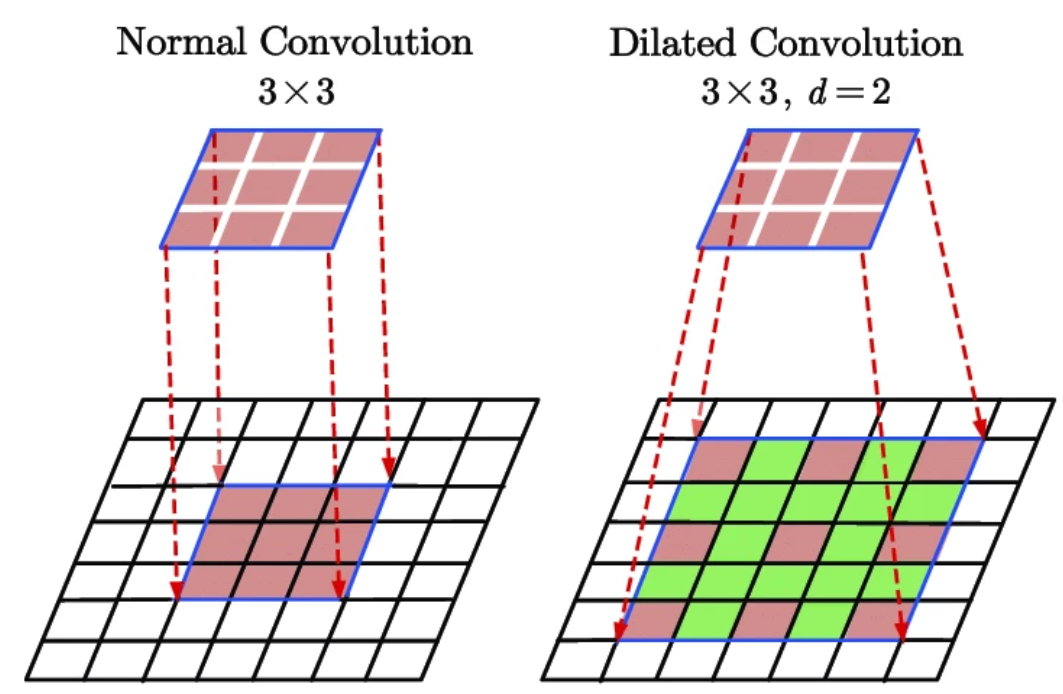 Normal Convolution
3×3
Dilated Convolution
3×3, d=2